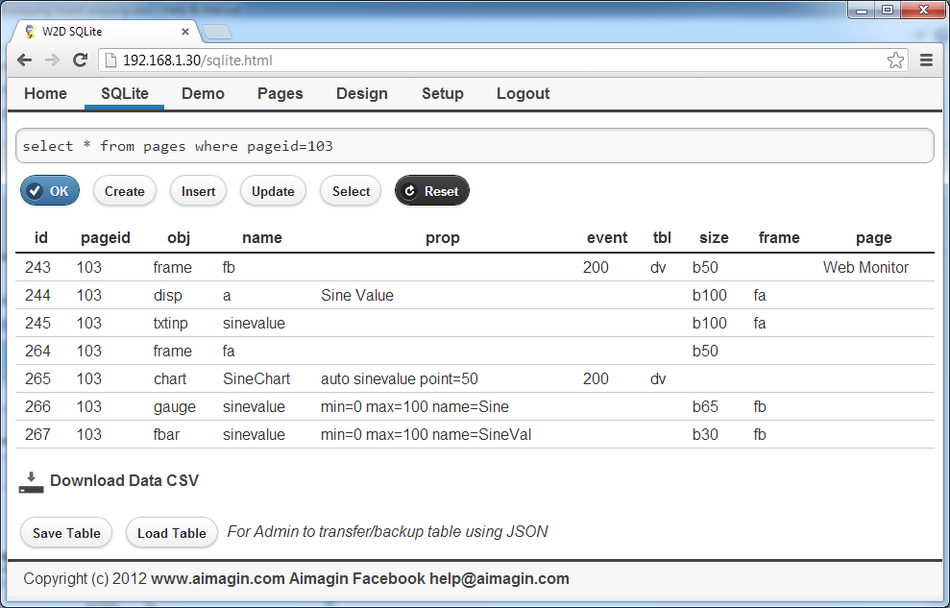 W2D SQLite
192.168.1.30/sqlite.html
Home SQLite Demo Pages Design Setup Logout
select * from pages where pageid=103
OK Create Insert Update Select Reset
id pageid obj name prop event tbl size frame page
243 103 frame fb 200 dv b50 Web Monitor
244 103 disp a Sine Value b100 fa
245 103 txtinp sinevalue b100 fa
264 103 frame fa b50
265 103 chart SineChart auto sinevalue point=50 200 dv
266 103 gauge sinevalue min=0 max=100 name=Sine b65 fb
267 103 fbar sinevalue min=0 max=100 name=SineVal b30 fb
Download Data CSV
Save Table Load Table For Admin to transfer/backup table using JSON
Copyright (c) 2012 www.aimagin.com Aimagin Facebook help@aimagin.com